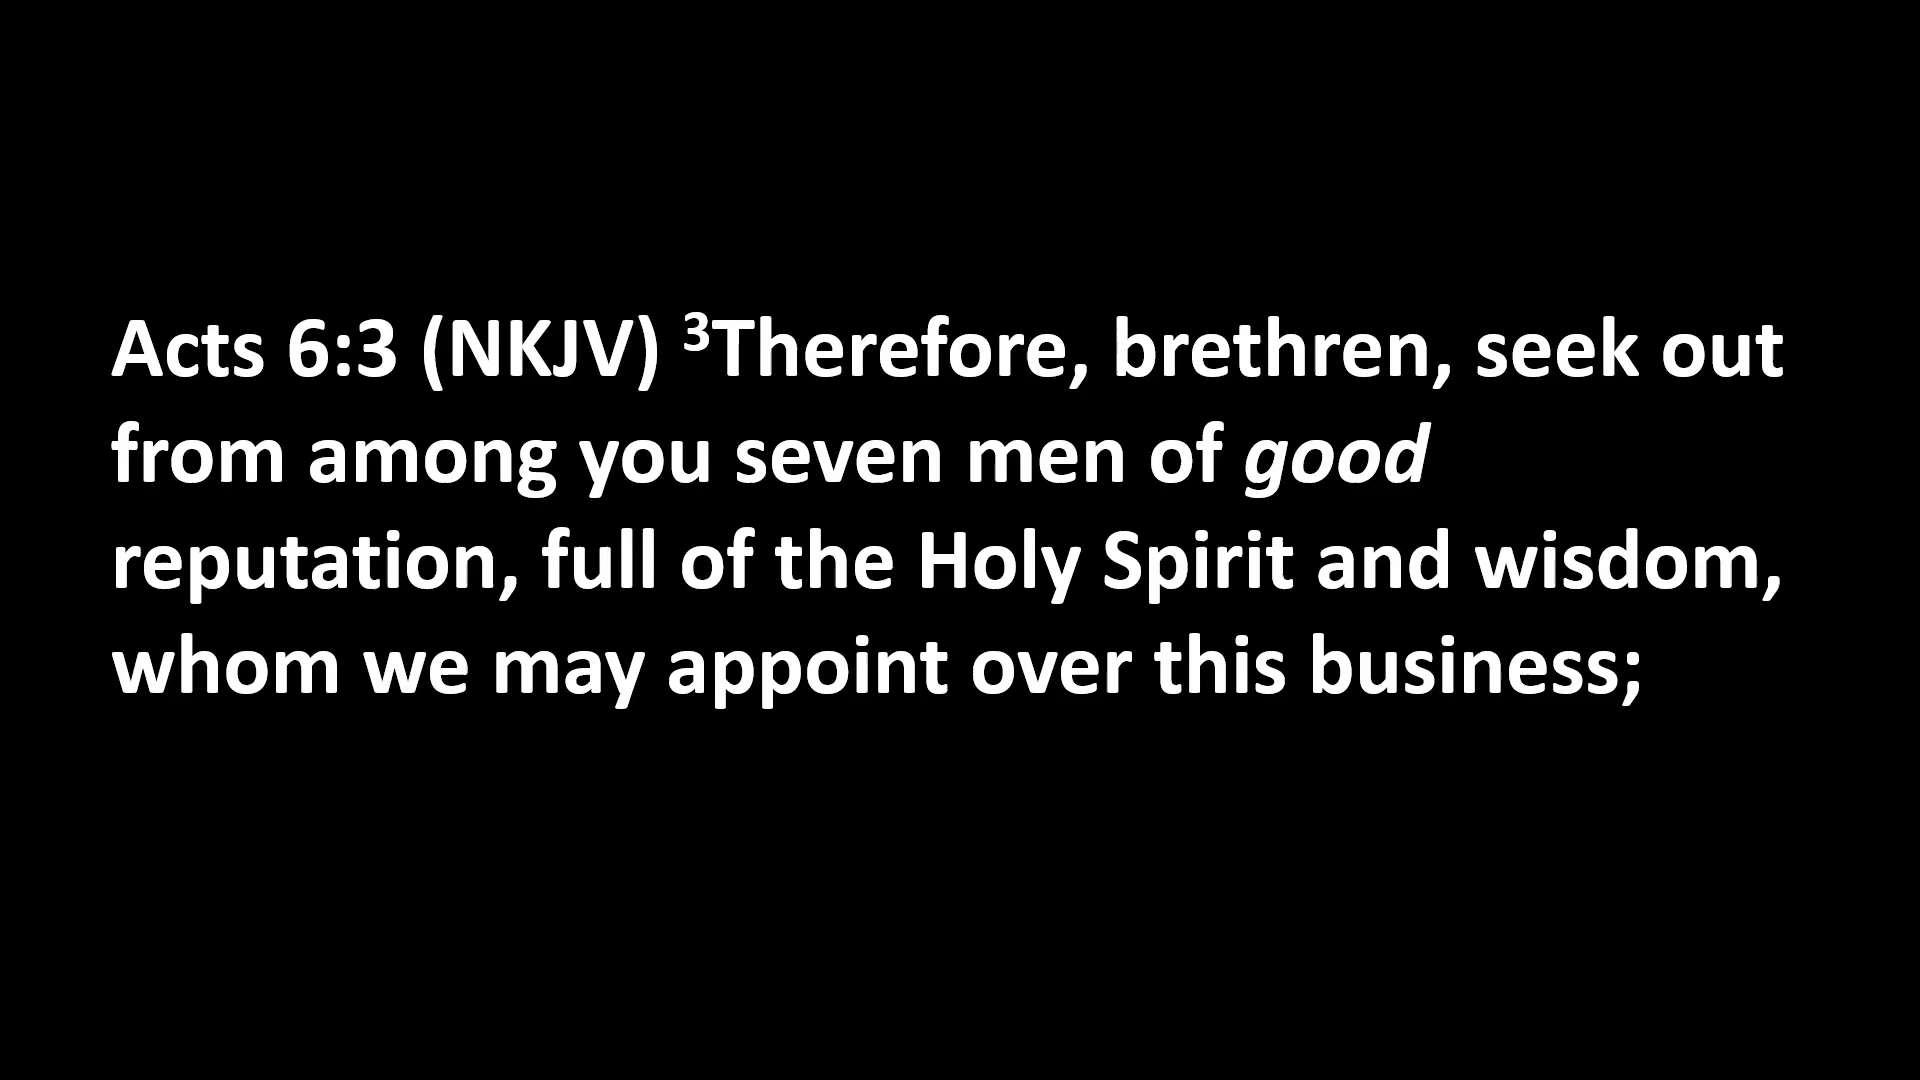 Acts 6:3 (NKJV) ³Therefore, brethren, seek out
from among you seven men of good
reputation, full of the Holy Spirit and wisdom,
whom we may appoint over this business;